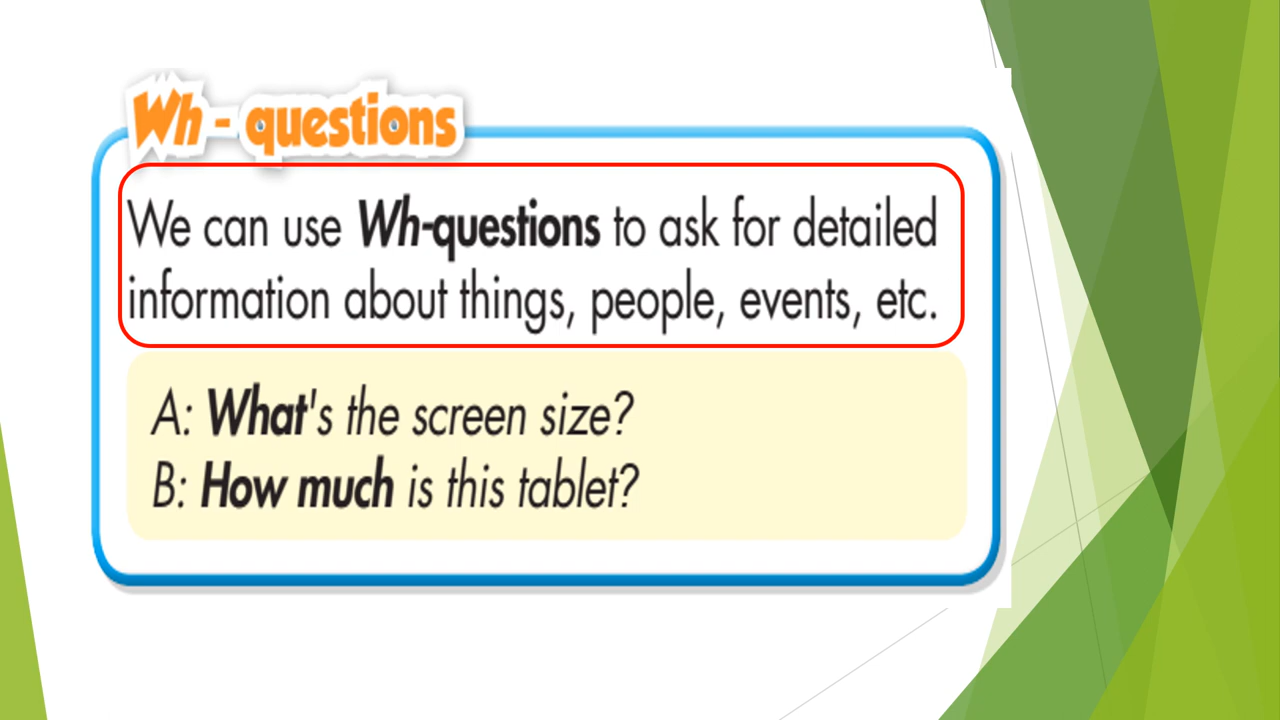 Wh - questions
We can use Wh-questions to ask for detailed
information about things, people, events, etc.
A: What's the screen size?
B: How much is this tablet?